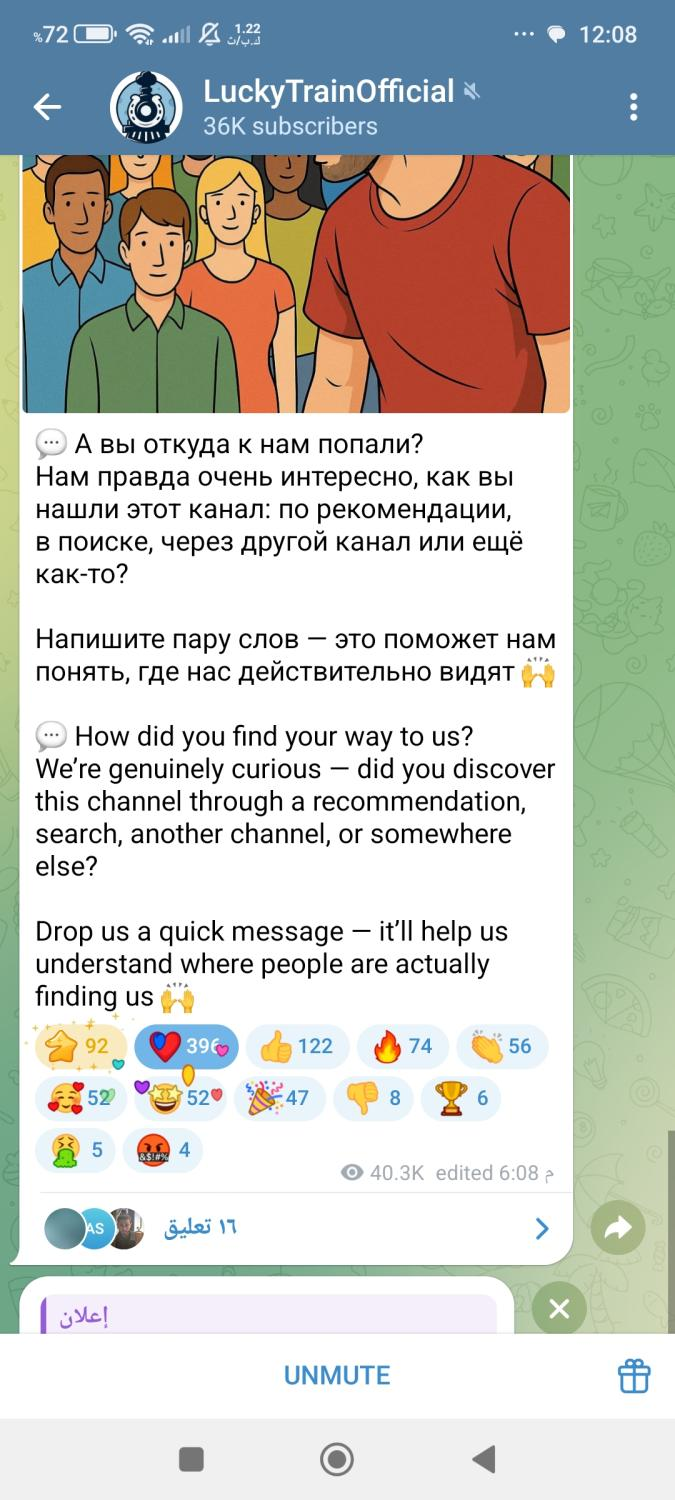 %72
1.22
ك.ب/ث
12:08
LuckyTrainOfficial
36K subscribers
💬 А вы откуда к нам попали?
Нам правда очень интересно, как вы
нашли этот канал: по рекомендации,
в поиске, через другой канал или ещё
как-то?
Напишите пару слов — это поможет нам
понять, где нас действительно видят 🙌
💬 How did you find your way to us?
We’re genuinely curious — did you discover
this channel through a recommendation,
search, another channel, or somewhere
else?
Drop us a quick message — it’ll help us
understand where people are actually
finding us 🙌
92 396 122 74 56
52 52 47 8 6
5 4
40.3K edited 6:08 م
AS
١٦ تعليق
إعلان
UNMUTE